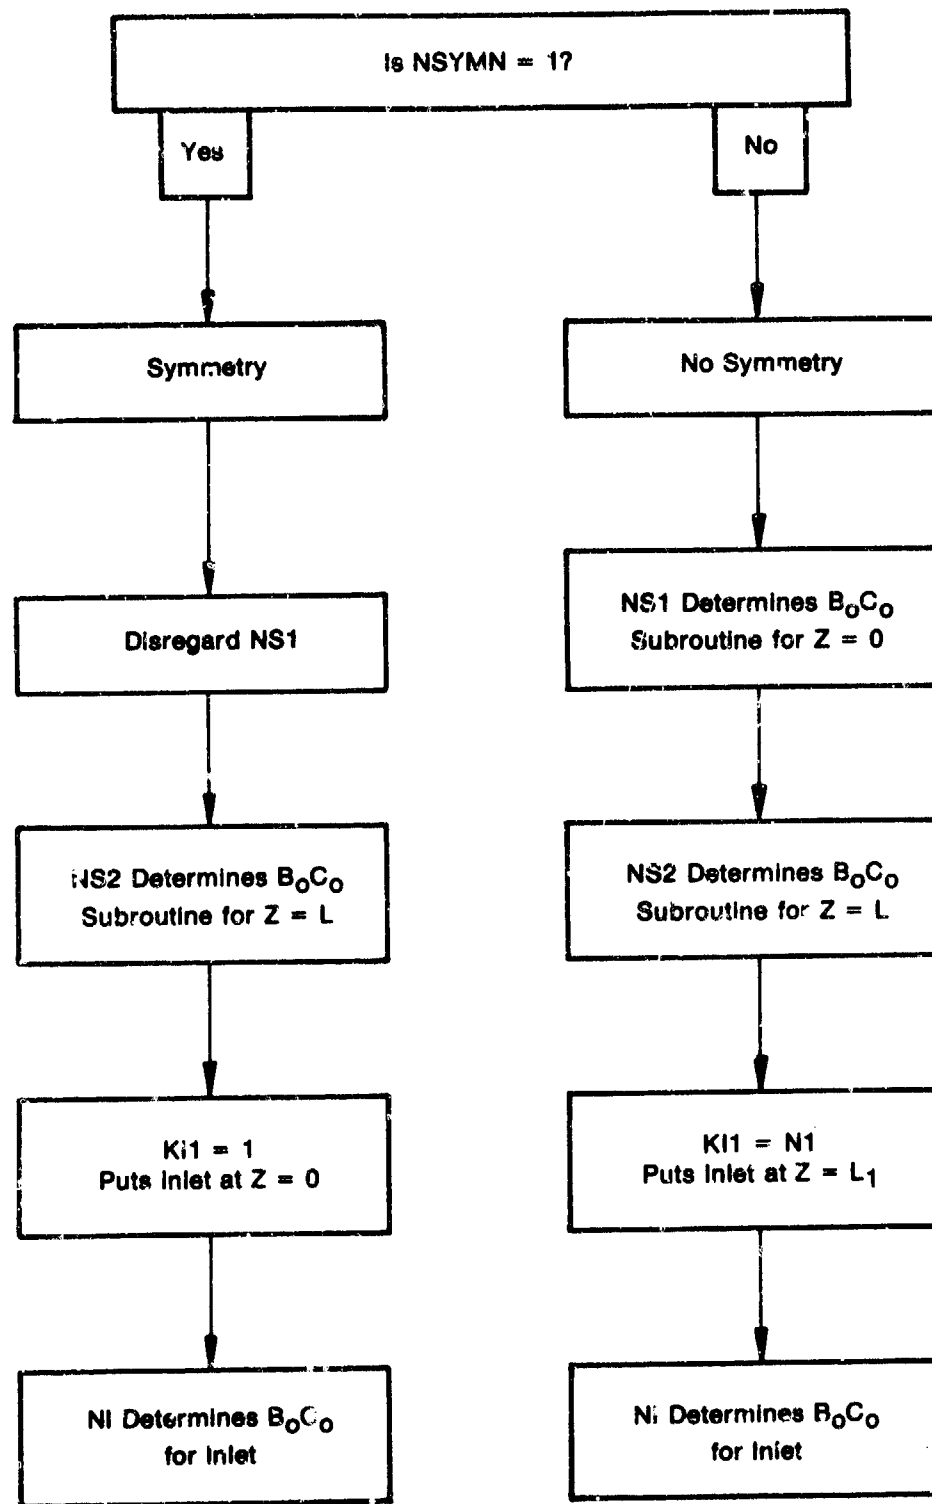 Is NSYMN = 1?
Yes
No
Symmetry
No Symmetry
Disregard NS1
NS1 Determines BₒCₒ
Subroutine for Z = 0
NS2 Determines BₒCₒ
Subroutine for Z = L
NS2 Determines BₒCₒ
Subroutine for Z = L
KI1 = 1
Puts Inlet at Z = 0
KI1 = N1
Puts Inlet at Z = L₁
NI Determines BₒCₒ
for Inlet
NI Determines BₒCₒ
for Inlet